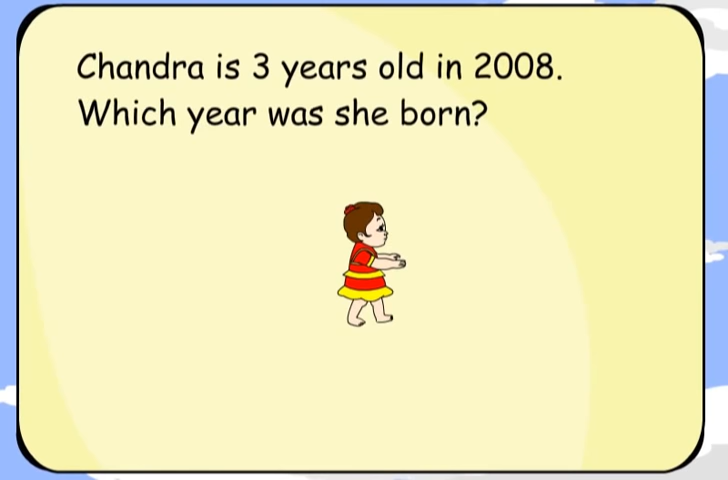 Chandra is 3 years old in 2008.
Which year was she born?